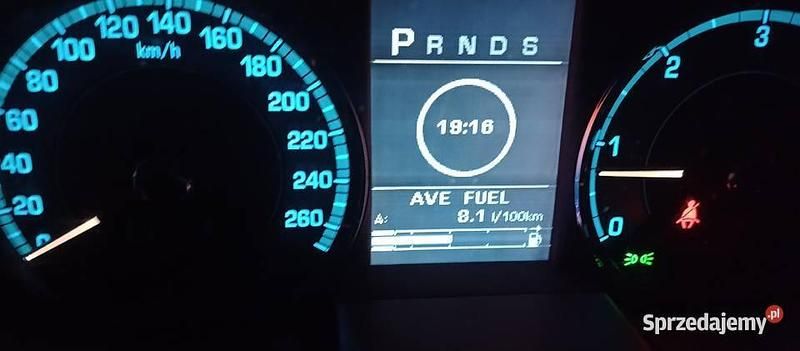 0 20 40 60 80 100 120 140 160 180 200 220 240 260
km/h
P R N D S
19:16
AVE FUEL
A: 8.1 l/100km
0 1 2 3
Sprzedajemy.pl